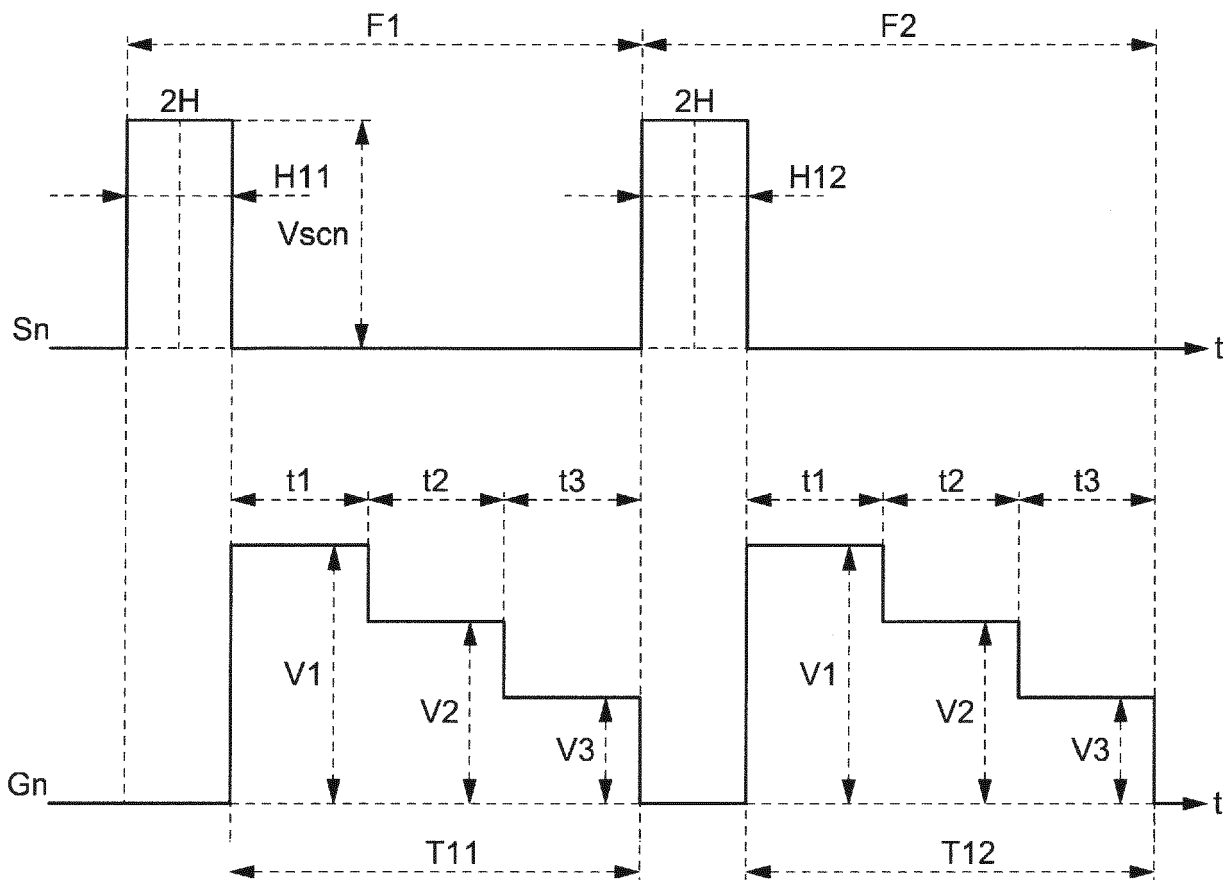 F1 F2
2H 2H
H11 H12
Vscn
Sn t
t1 t2 t3 t1 t2 t3
V1 V2 V3 V1 V2 V3
Gn t
T11 T12